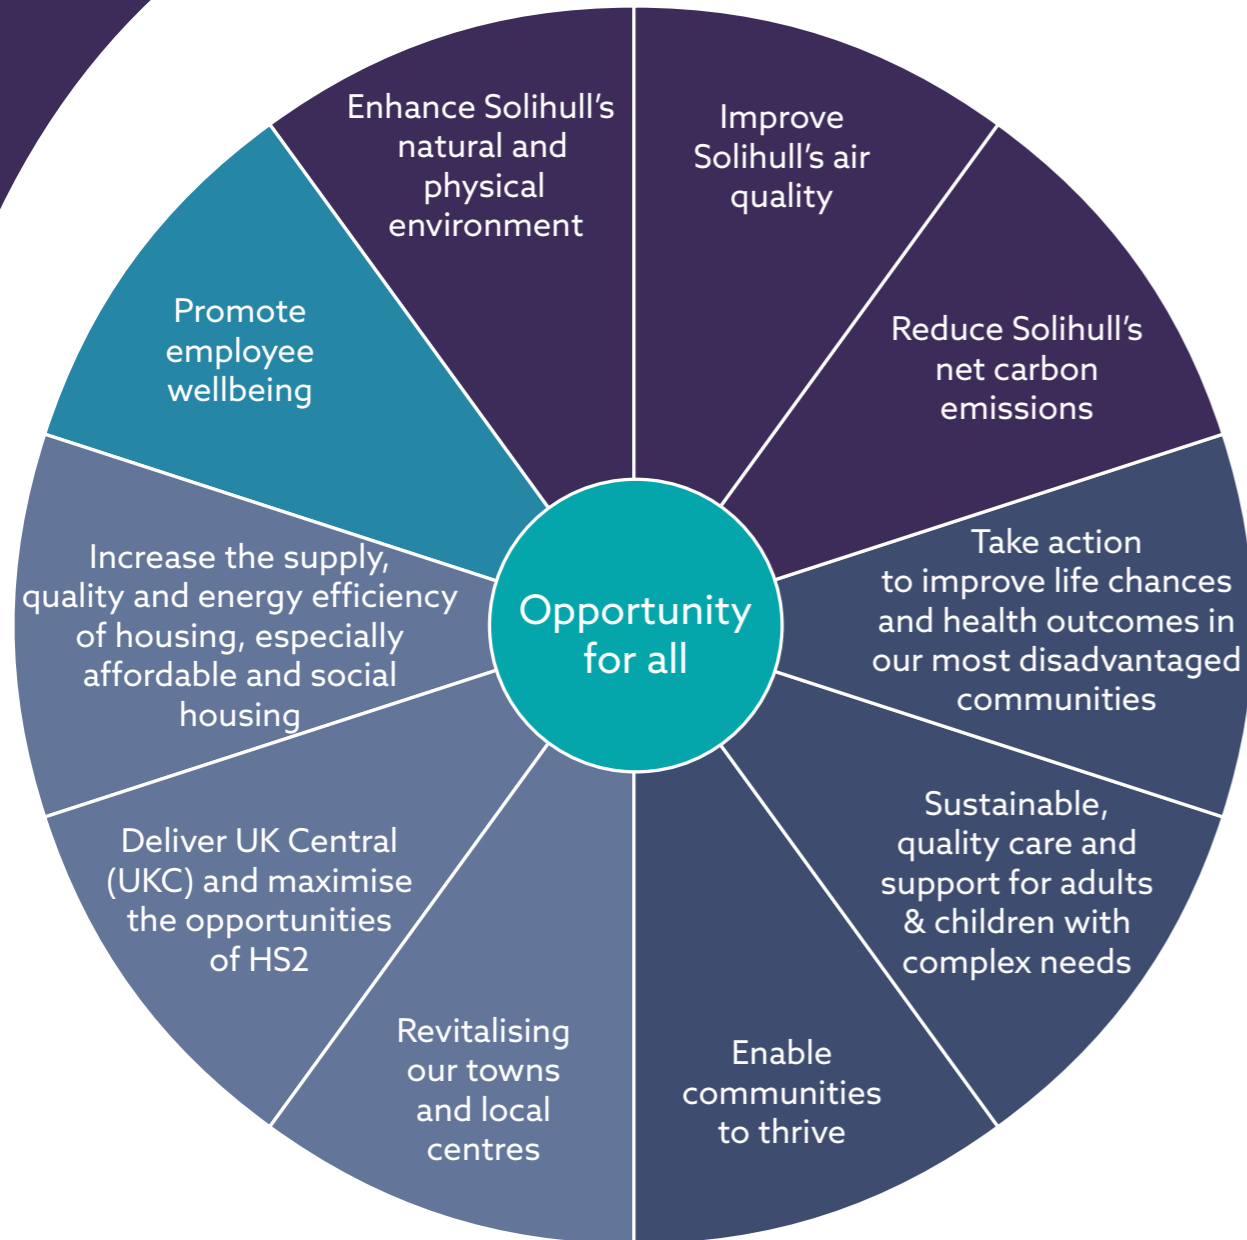 Enhance Solihull’s
natural and
physical
environment
Improve
Solihull’s air
quality
Reduce Solihull’s
net carbon
emissions
Take action
to improve life chances
and health outcomes in
our most disadvantaged
communities
Sustainable,
quality care and
support for adults
& children with
complex needs
Enable
communities
to thrive
Revitalising
our towns
and local
centres
Deliver UK Central
(UKC) and maximise
the opportunities
of HS2
Increase the supply,
quality and energy efficiency
of housing, especially
affordable and social
housing
Promote
employee
wellbeing
Opportunity
for all